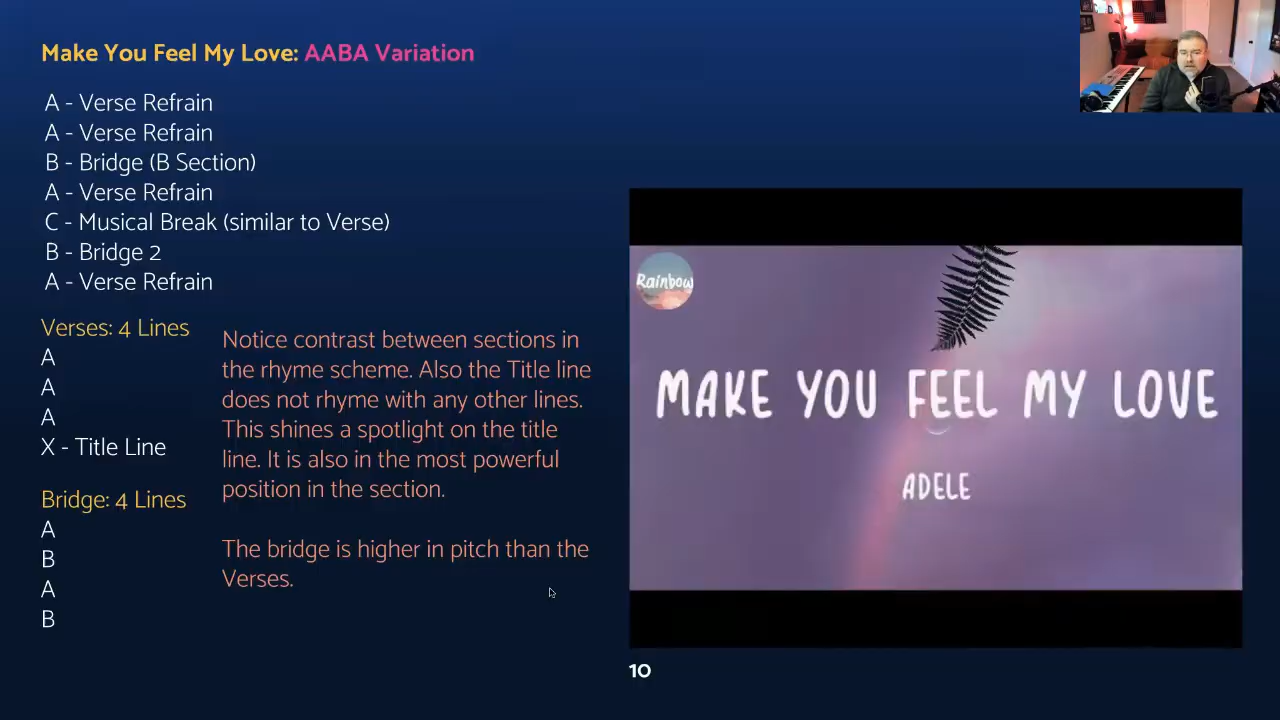 Make You Feel My Love: AABA Variation
A - Verse Refrain
A - Verse Refrain
B - Bridge (B Section)
A - Verse Refrain
C - Musical Break (similar to Verse)
B - Bridge 2
A - Verse Refrain
Verses: 4 Lines
A
A
A
X - Title Line
Bridge: 4 Lines
A
B
A
B
Notice contrast between sections in
the rhyme scheme. Also the Title line
does not rhyme with any other lines.
This shines a spotlight on the title
line. It is also in the most powerful
position in the section.
The bridge is higher in pitch than the
Verses.
Rainbow
MAKE YOU FEEL MY LOVE
ADELE
10